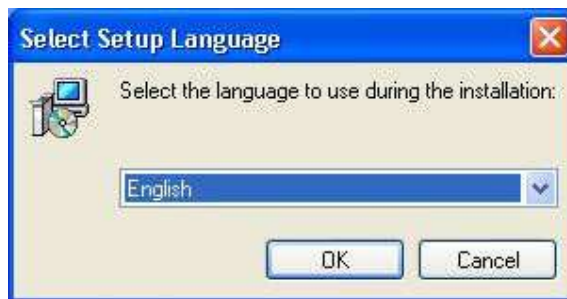 Select Setup Language
Select the language to use during the installation:
English
OK
Cancel